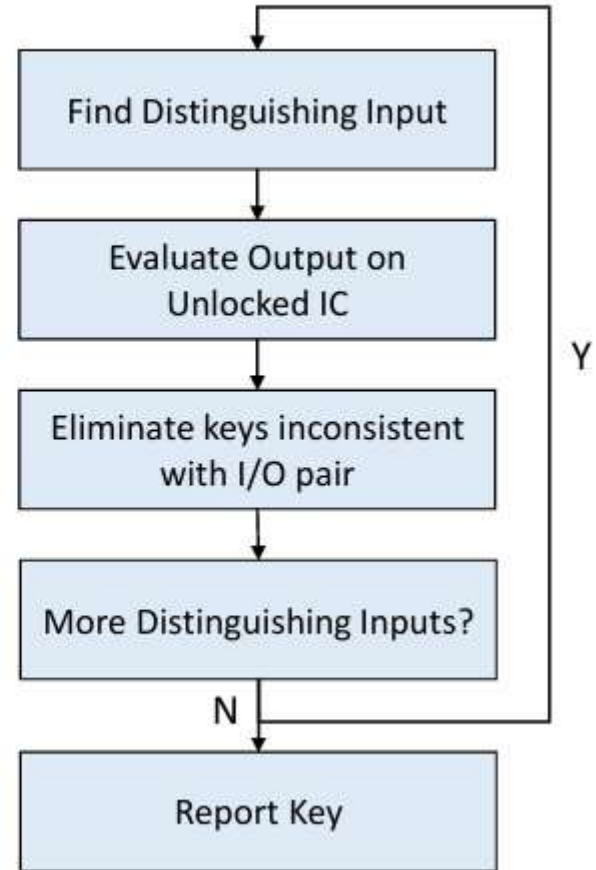 Find Distinguishing Input
Evaluate Output on
Unlocked IC
Eliminate keys inconsistent
with I/O pair
Y
More Distinguishing Inputs?
N
Report Key